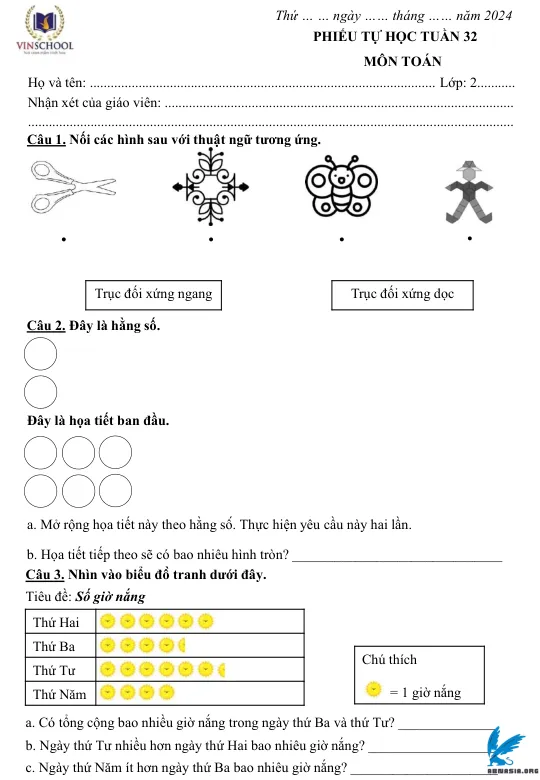 Thứ ... ... ngày ...... tháng ...... năm 2024
VINSCHOOL
PHIẾU TỰ HỌC TUẦN 32
MÔN TOÁN
Họ và tên: ........................................................................................................ Lớp: 2...........
Nhận xét của giáo viên: .........................................................................................................
Câu 1. Nối các hình sau với thuật ngữ tương ứng.
Trục đối xứng ngang
Trục đối xứng dọc
Câu 2. Đây là hằng số.
Đây là họa tiết ban đầu.
a. Mở rộng họa tiết này theo hằng số. Thực hiện yêu cầu này hai lần.
b. Họa tiết tiếp theo sẽ có bao nhiêu hình tròn? ______________________________
Câu 3. Nhìn vào biểu đồ tranh dưới đây.
Tiêu đề: Số giờ nắng
Thứ Hai
Thứ Ba
Thứ Tư
Thứ Năm
Chú thích
= 1 giờ nắng
a. Có tổng cộng bao nhiêu giờ nắng trong ngày thứ Ba và thứ Tư? ______________
b. Ngày thứ Tư nhiều hơn ngày thứ Hai bao nhiêu giờ nắng? __________________
c. Ngày thứ Năm ít hơn ngày thứ Ba bao nhiêu giờ nắng? ____________________